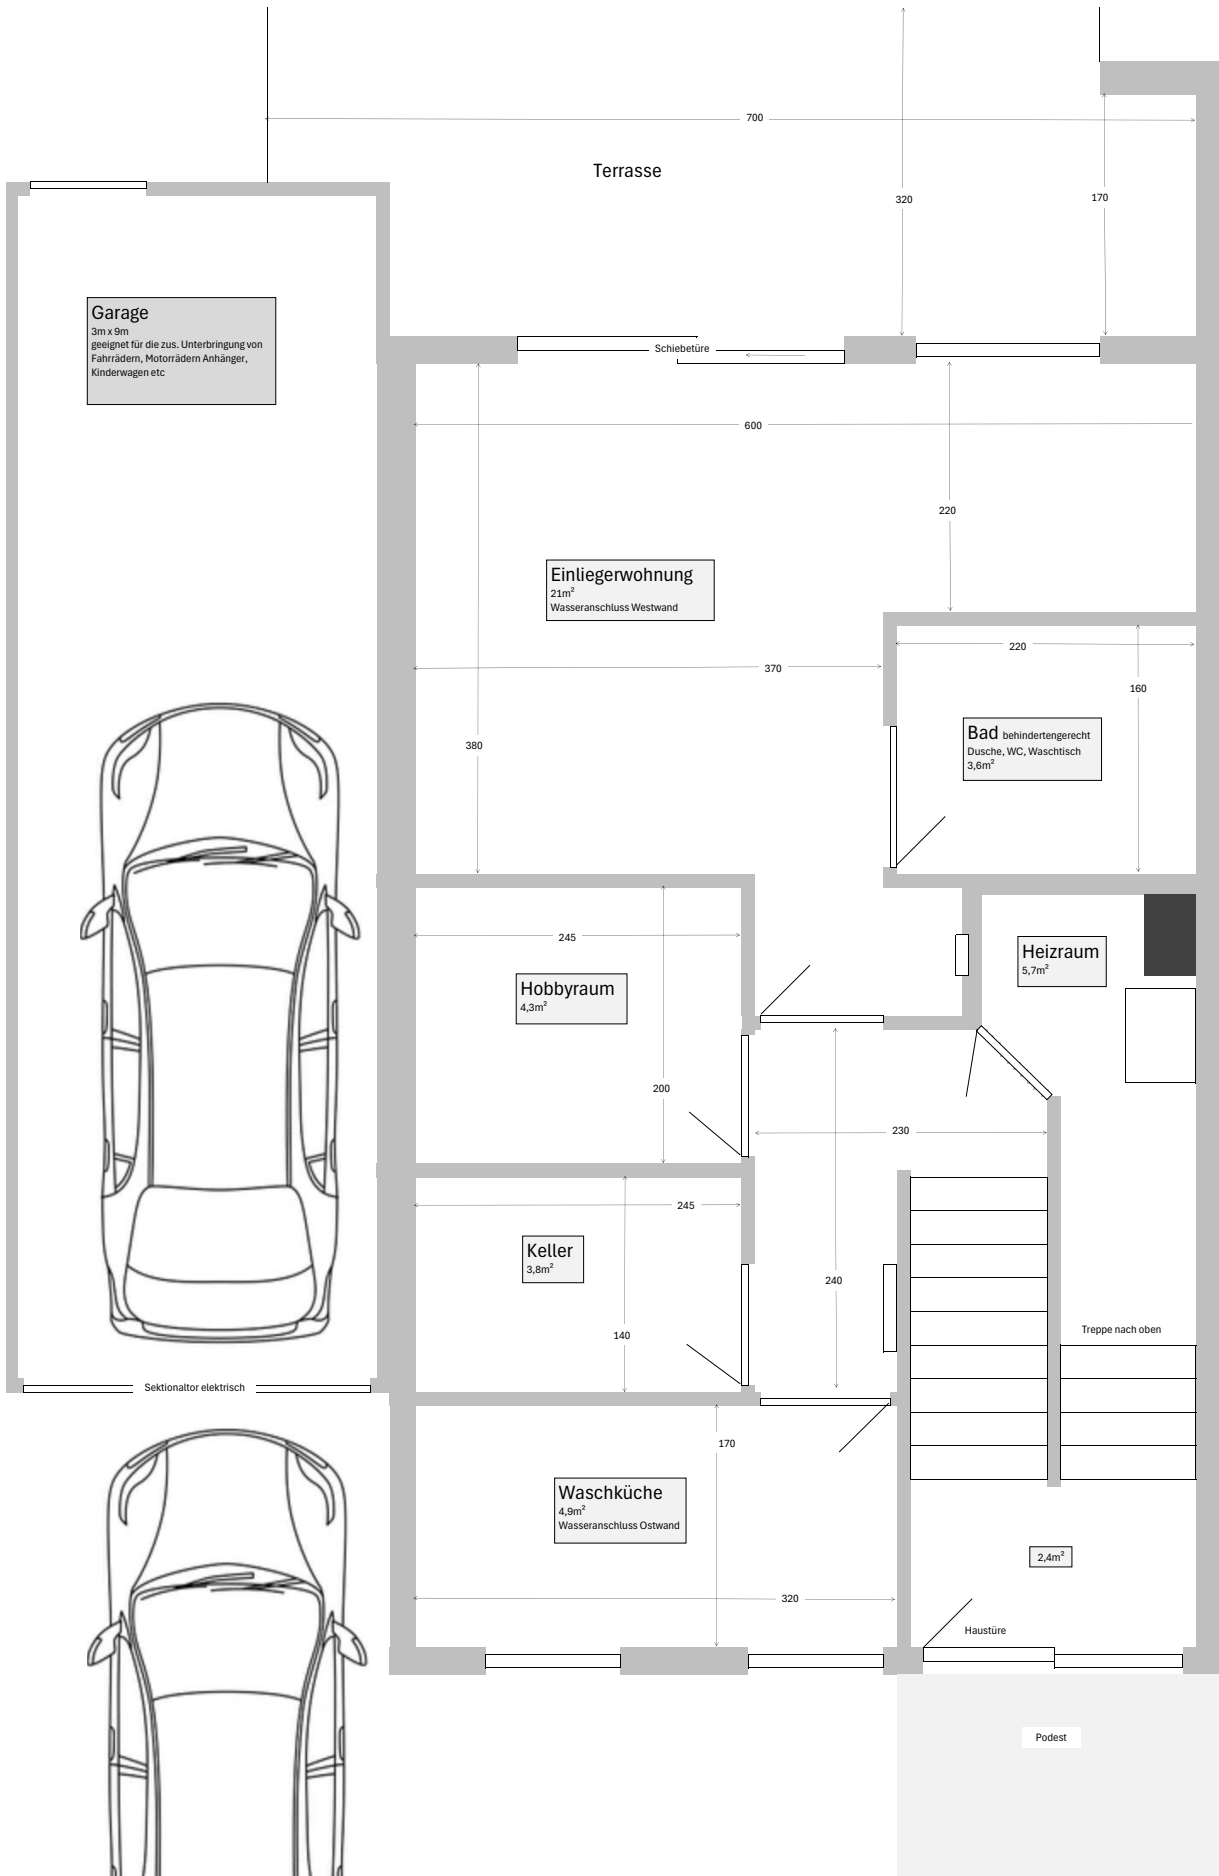 700
Terrasse
320
170
Garage
3m x 9m
geeignet für die zus. Unterbringung von
Fahrrädern, Motorrädern Anhänger,
Kinderwagen etc
Schiebetüre
600
220
Einliegerwohnung
21m²
Wasseranschluss Westwand
220
370
160
Bad behindertengerecht
Dusche, WC, Waschtisch
3,6m²
380
245
Hobbyraum
4,3m²
Heizraum
5,7m²
200
230
245
Keller
3,8m²
240
140
Treppe nach oben
Sektionaltor elektrisch
170
Waschküche
4,9m²
Wasseranschluss Ostwand
2,4m²
320
Haustüre
Podest